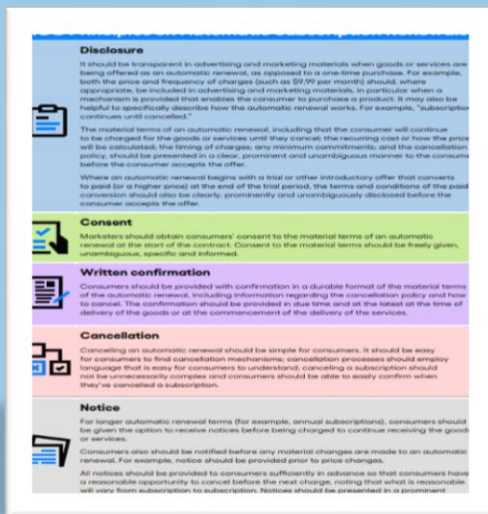 Disclosure
It should be transparent in advertising and marketing materials when goods or services are
being offered as an automatic renewal, as opposed to a one-time purchase. For example,
both the price and frequency of charges (such as $9.99 per month) should, where
appropriate, be included in advertising and marketing materials, in particular when a
mechanism is provided that enables the consumer to purchase a product. It may also be
helpful to specifically describe how the automatic renewal works. For example, "subscription
continues until cancelled."
The material terms of an automatic renewal, including that the consumer will continue
to be charged for the goods or services until they cancel; the recurring cost or how the price
will be calculated; the timing of charges; any minimum commitments; and the cancellation
policy, should be presented in a clear, prominent and unambiguous manner to the
before the consumer accepts the offer.
Where an automatic renewal begins with a trial or other introductory offer that converts
to paid (or a higher price) at the end of the trial period, the terms and conditions of the paid
conversion should also be clearly, prominently and unambiguously disclosed before the
consumer accepts the offer.
Consent
Marketers should obtain consumers' consent to the material terms of an automatic
renewal at the start of the contract. Consent to the material terms should be freely given,
unambiguous, specific and informed.
Written confirmation
Consumers should be provided with confirmation in a durable format of the material terms
of the automatic renewal, including information regarding the cancellation policy and how
to cancel. The confirmation should be provided in due time and at the latest at the time of
delivery of the goods or at the commencement of the delivery of the services.
Cancellation
Canceling an automatic renewal should be simple for consumers. It should be easy
for consumers to find cancellation mechanisms; cancellation processes should employ
language that is easy for consumers to understand; canceling a subscription should
not be unnecessarily complex and consumers should be able to easily confirm when
they've cancelled a subscription.
Notice
For longer automatic renewal terms (for example, annual subscriptions), consumers should
be given the option to receive notices before being charged to continue receiving the goods
or services.
Consumers also should be notified before any material changes are made to an automatic
renewal. For example, notice should be provided prior to price changes.
All notices should be provided to consumers sufficiently in advance so that consumers have
a reasonable opportunity to cancel before the next charge, noting that what is reasonable
will vary from subscription to subscription. Notices should be presented in a prominent